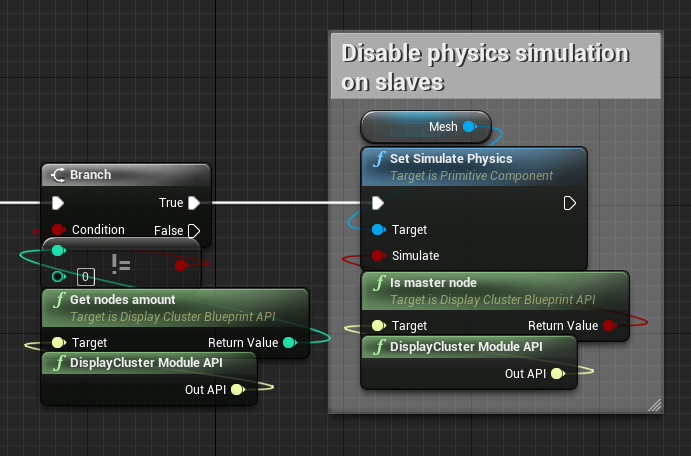 Disable physics simulation
on slaves
Mesh
Branch
True
Condition
False
!=
0
f Get nodes amount
Target is Display Cluster Blueprint API
Target
Return Value
f DisplayCluster Module API
Out API
f Set Simulate Physics
Target is Primitive Component
Target
Simulate
f Is master node
Target is Display Cluster Blueprint API
Target
Return Value
f DisplayCluster Module API
Out API